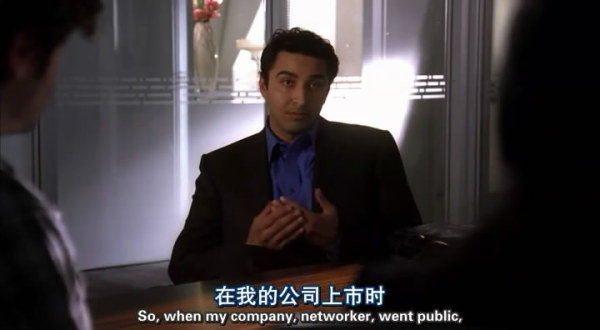 在我的公司上市时
So, when my company, networker, went public,